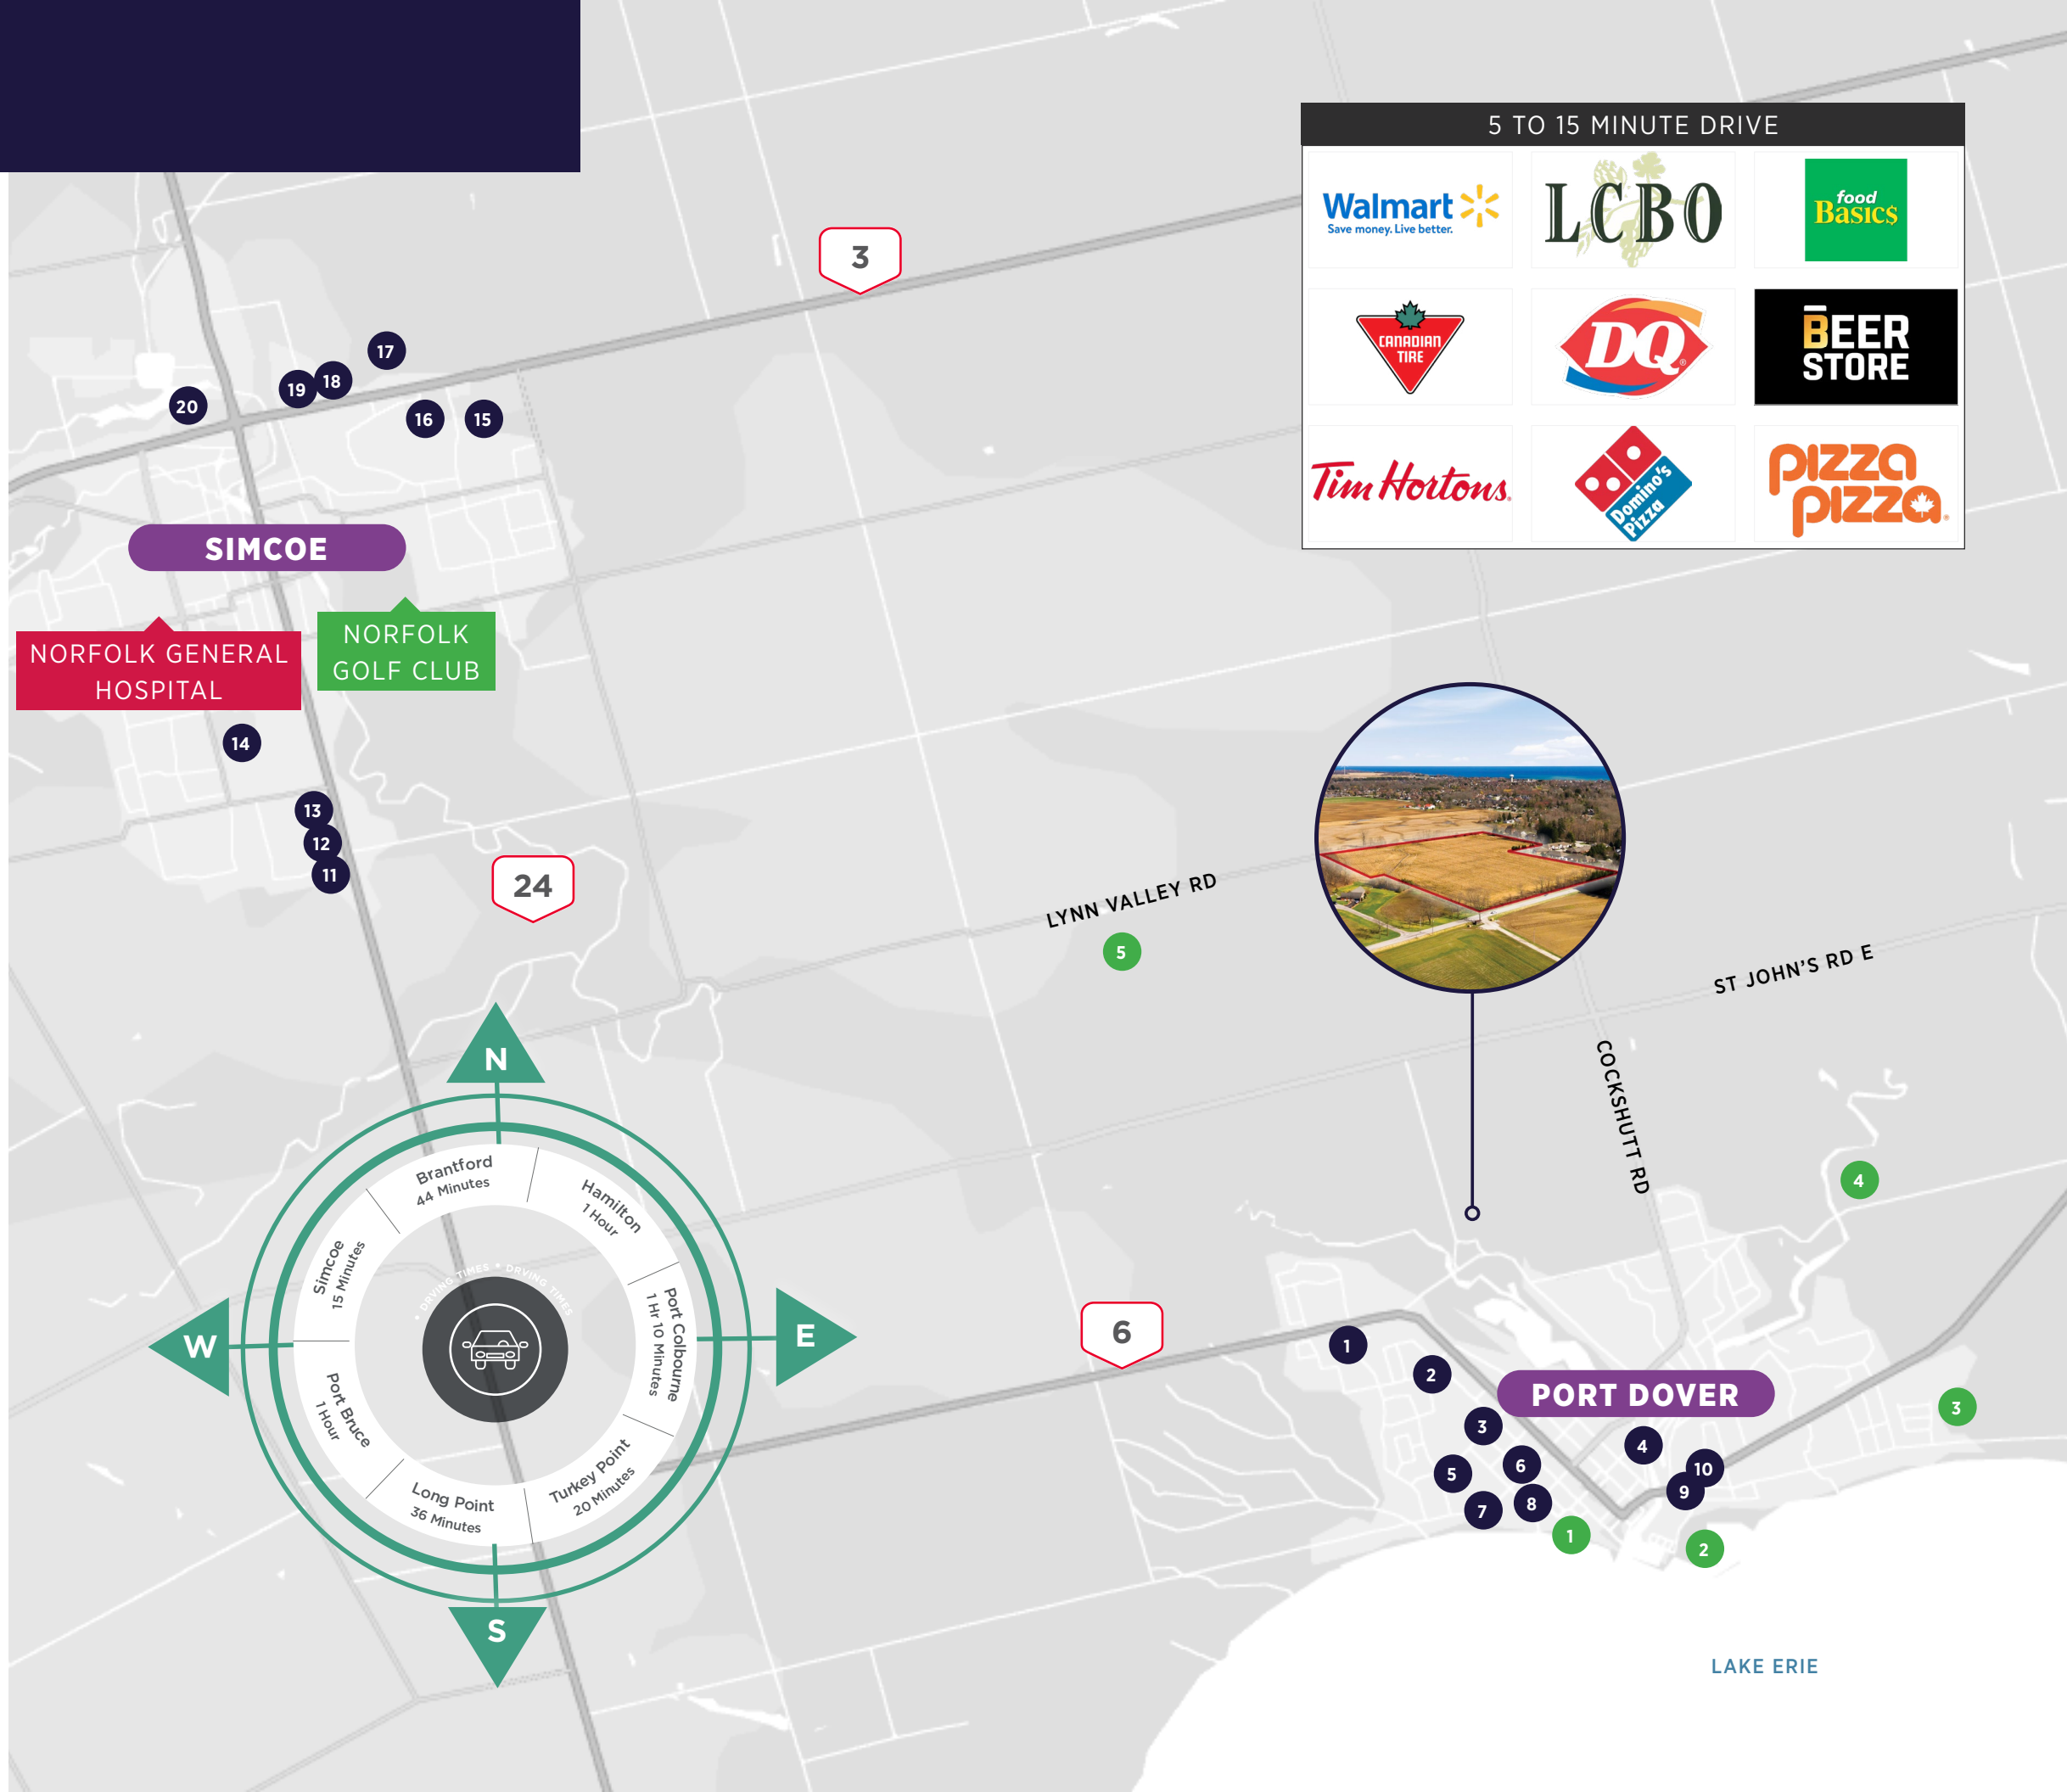 5 TO 15 MINUTE DRIVE
Walmart
Save money. Live better.
LCBO
food
Basic$
CANADIAN
TIRE
DQ
BEER
STORE
Tim Hortons
Domino's
Pizza
pizza
pizza
3
17
18
19
20
16
15
SIMCOE
NORFOLK GENERAL
HOSPITAL
NORFOLK
GOLF CLUB
14
13
12
11
24
LYNN VALLEY RD
5
ST JOHN'S RD E
COCKSHUTT RD
4
N
E
S
W
Brantford
44 Minutes
Hamilton
1 Hour
Port Colbourne
1 Hr 10 Minutes
Turkey Point
20 Minutes
Long Point
36 Minutes
Port Bruce
1 Hour
Simcoe
15 Minutes
• DRVING TIMES • DRVING TIMES
6
1
2
PORT DOVER
3
3
4
5
6
10
9
7
8
1
2
LAKE ERIE